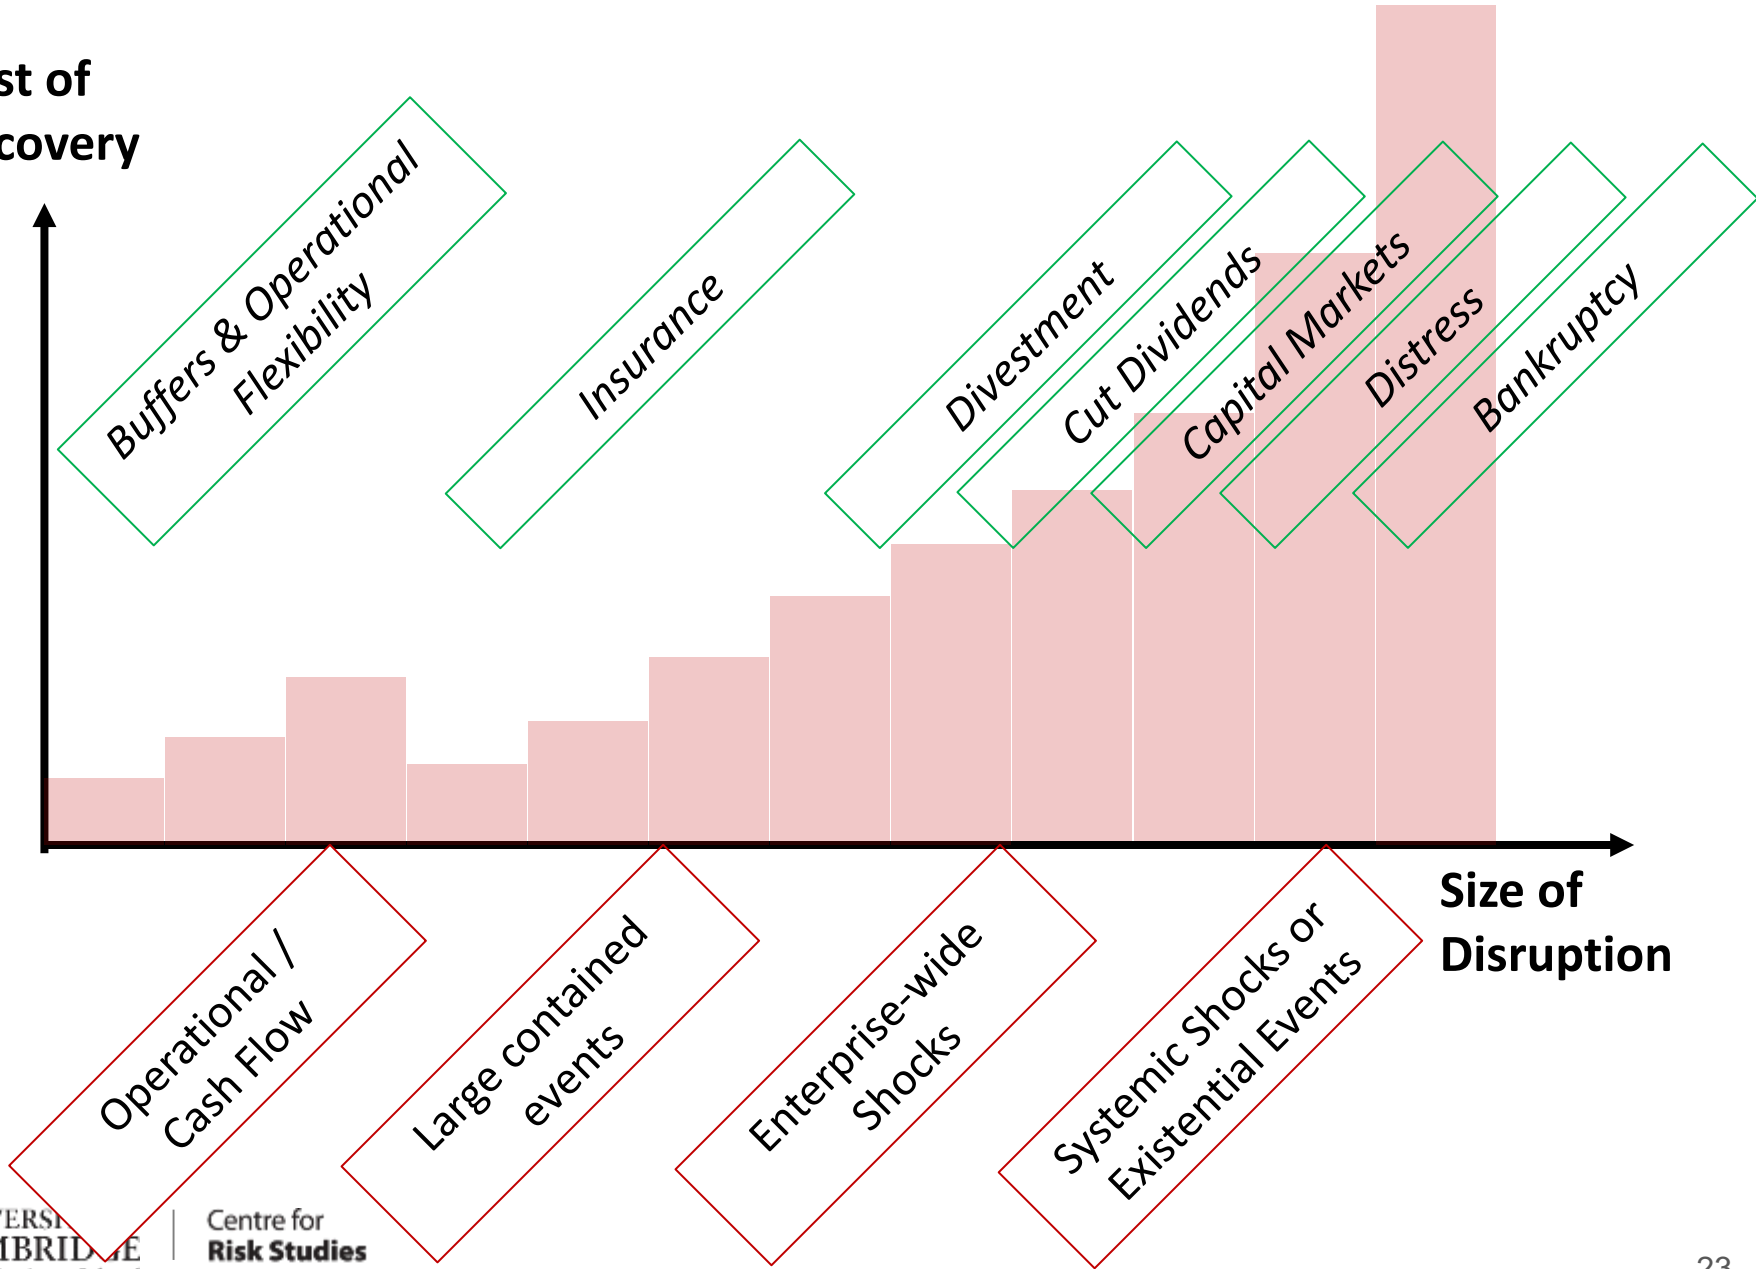 st of
covery
Buffers & Operational
Flexibility
Insurance
Divestment
Cut Dividends
Capital Markets
Distress
Bankruptcy
Size of
Disruption
Operational /
Cash Flow
Large contained
events
Enterprise-wide
Shocks
Systemic Shocks or
Existential Events
Centre for
Risk Studies
23